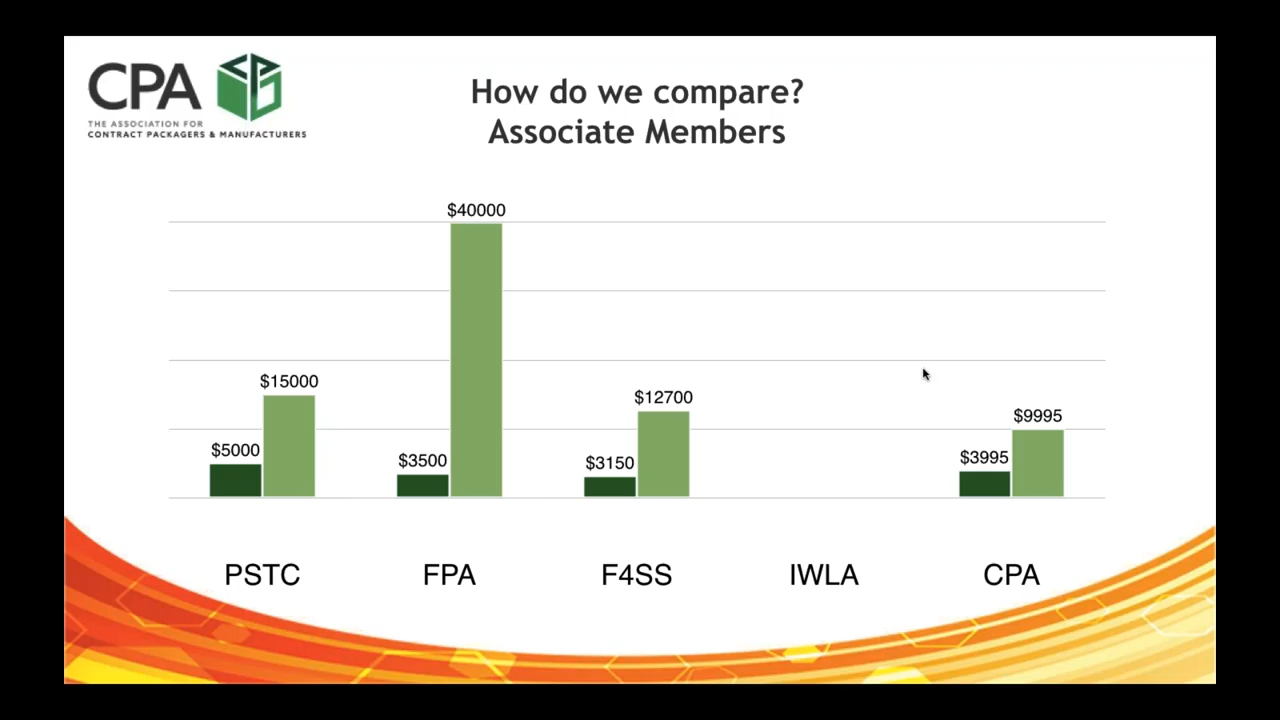 CPA
THE ASSOCIATION FOR
CONTRACT PACKAGERS & MANUFACTURERS
How do we compare?
Associate Members
$40000
$15000
$12700
$9995
$5000
$3500
$3150
$3995
PSTC
FPA
F4SS
IWLA
CPA